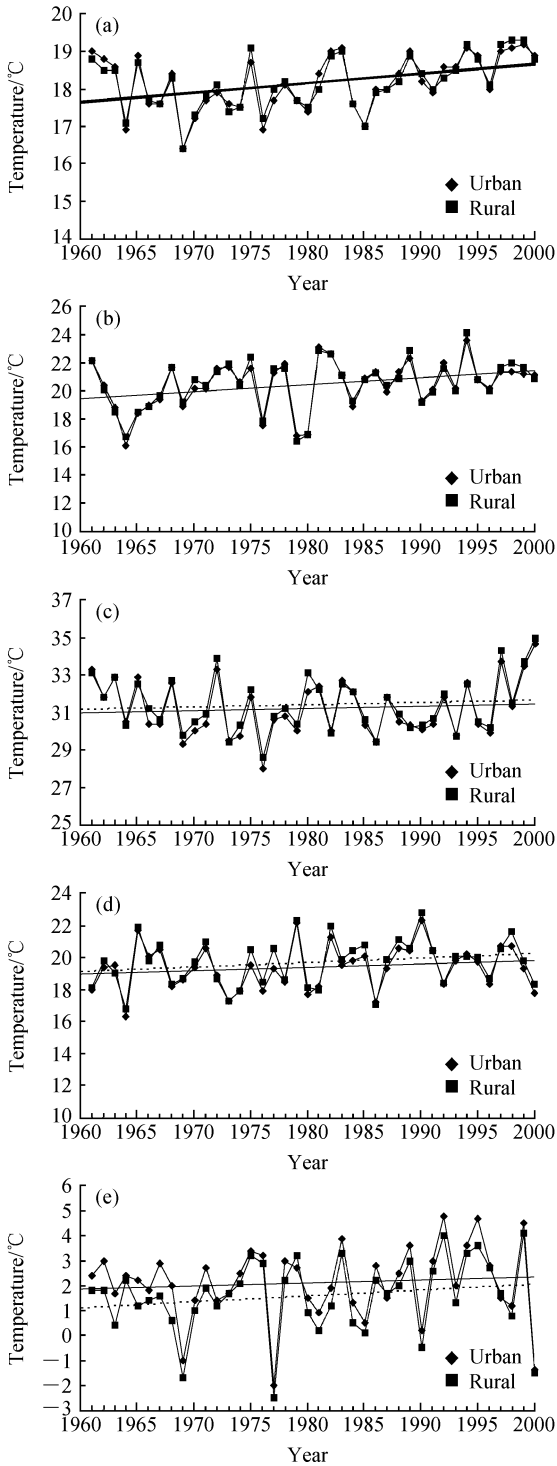 (a)
Temperature/℃
20
19
18
17
16
15
14
1960 1965 1970 1975 1980 1985 1990 1995 2000
Year
Urban
Rural
(b)
Temperature/℃
26
24
22
20
18
16
14
12
10
1960 1965 1970 1975 1980 1985 1990 1995 2000
Year
Urban
Rural
(c)
Temperature/℃
37
35
33
31
29
27
25
1960 1965 1970 1975 1980 1985 1990 1995 2000
Year
Urban
Rural
(d)
Temperature/℃
24
22
20
18
16
14
12
10
1960 1965 1970 1975 1980 1985 1990 1995 2000
Year
Urban
Rural
(e)
Temperature/℃
6
5
4
3
2
1
0
−1
−2
−3
1960 1965 1970 1975 1980 1985 1990 1995 2000
Year
Urban
Rural